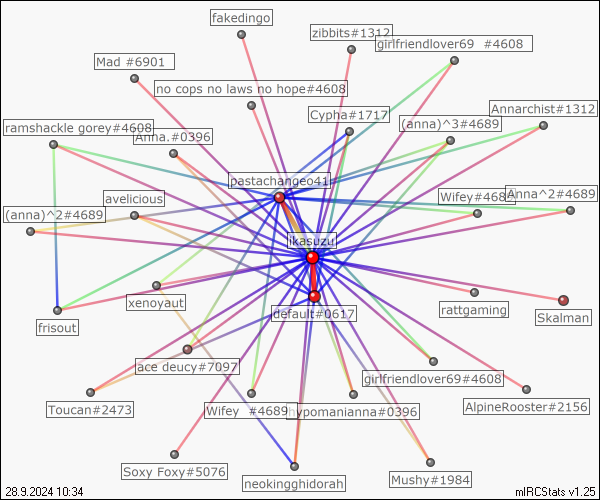 fakedingo
zibbits#1312
girlfriendlover69 #4608
Mad #6901
no cops no laws no hope#4608
Annarchist#1312
Cypha#1717
(anna)^3#4689
ramshackle gorey#4608
Anna.#0396
pastachangeo41
avelicious
Wifey#4689
Anna^2#4689
(anna)^2#4689
ikasuzu
xenoyaut
rattgaming
default#0617
Skalman
frisout
ace deucy#7097
girlfriendlover69#4608
Toucan#2473
Wifey #4689
hypomanianna#0396
AlpineRooster#2156
Soxy Foxy#5076
neokingghidorah
Mushy#1984
28.9.2024 10:34
mIRCStats v1.25